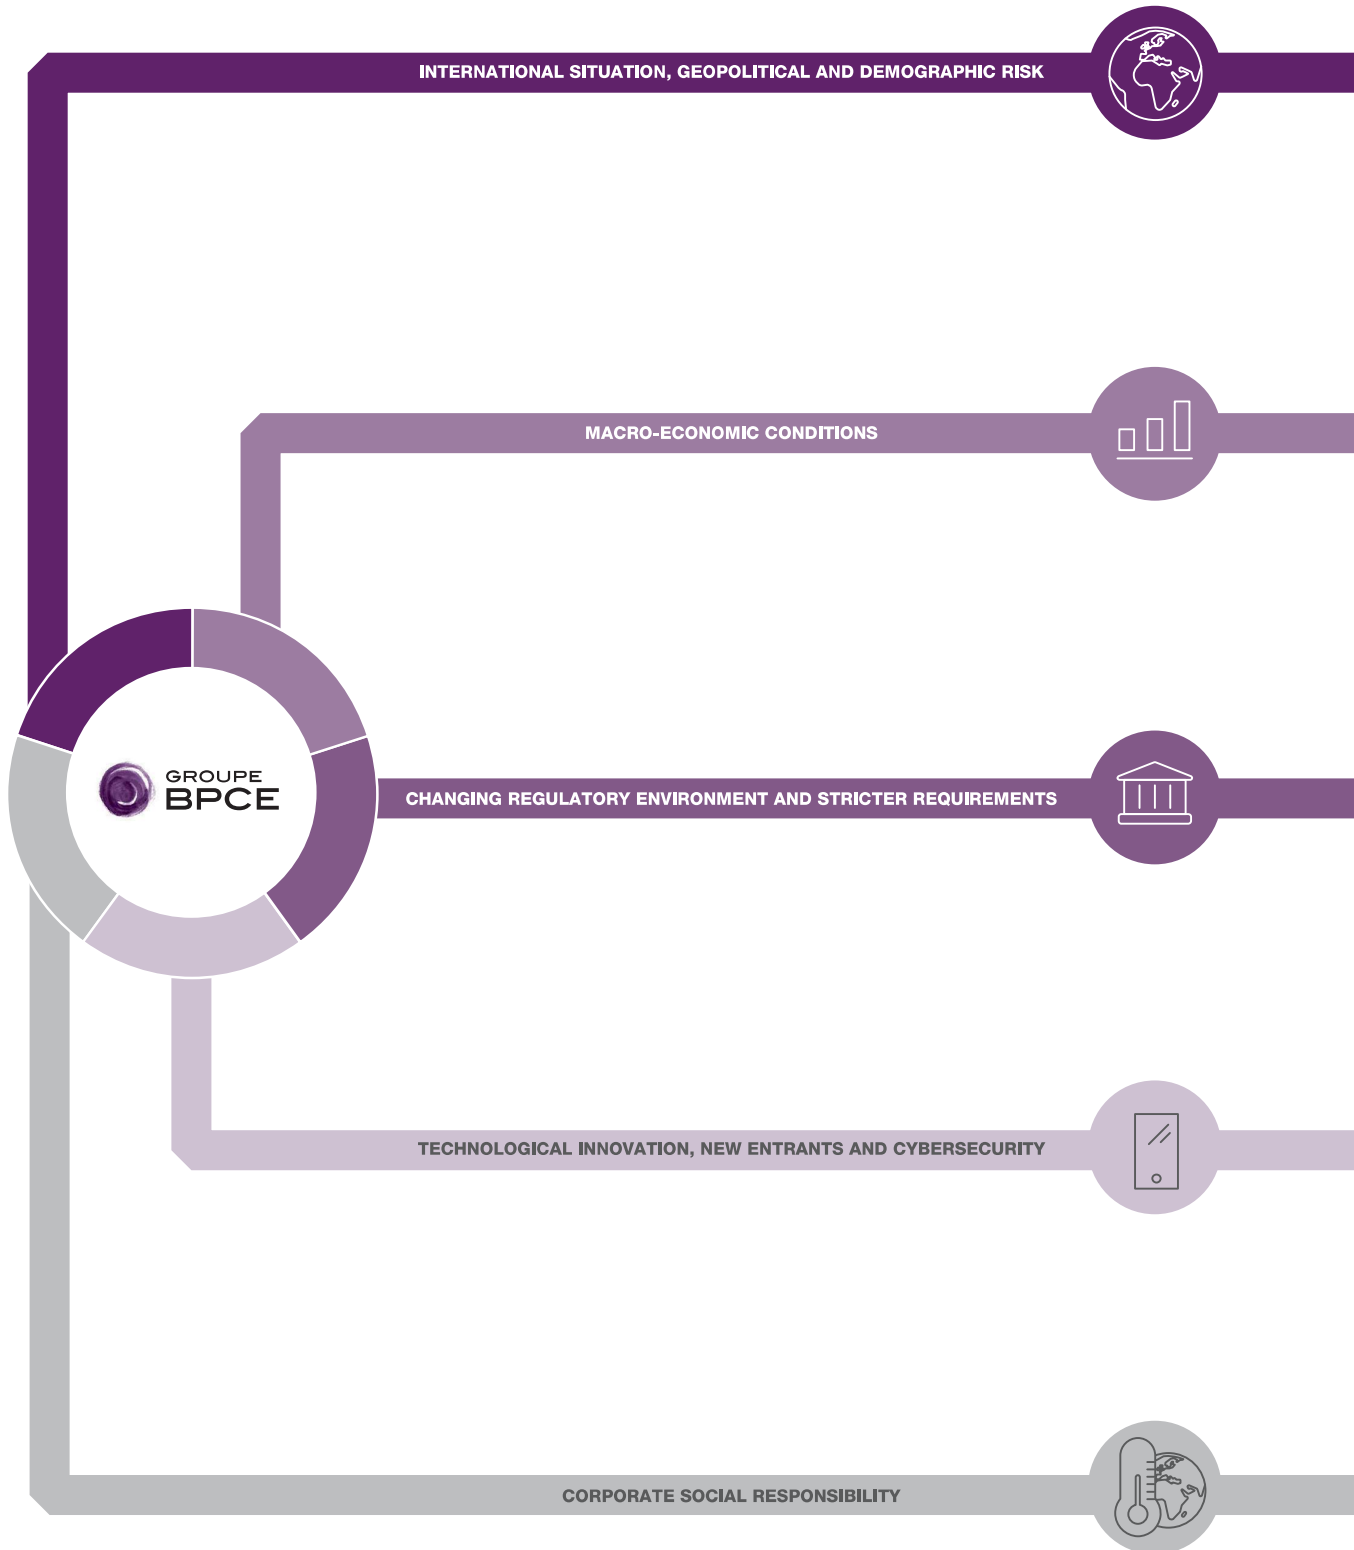 INTERNATIONAL SITUATION, GEOPOLITICAL AND DEMOGRAPHIC RISK
MACRO-ECONOMIC CONDITIONS
GROUPE
BPCE
CHANGING REGULATORY ENVIRONMENT AND STRICTER REQUIREMENTS
TECHNOLOGICAL INNOVATION, NEW ENTRANTS AND CYBERSECURITY
CORPORATE SOCIAL RESPONSIBILITY